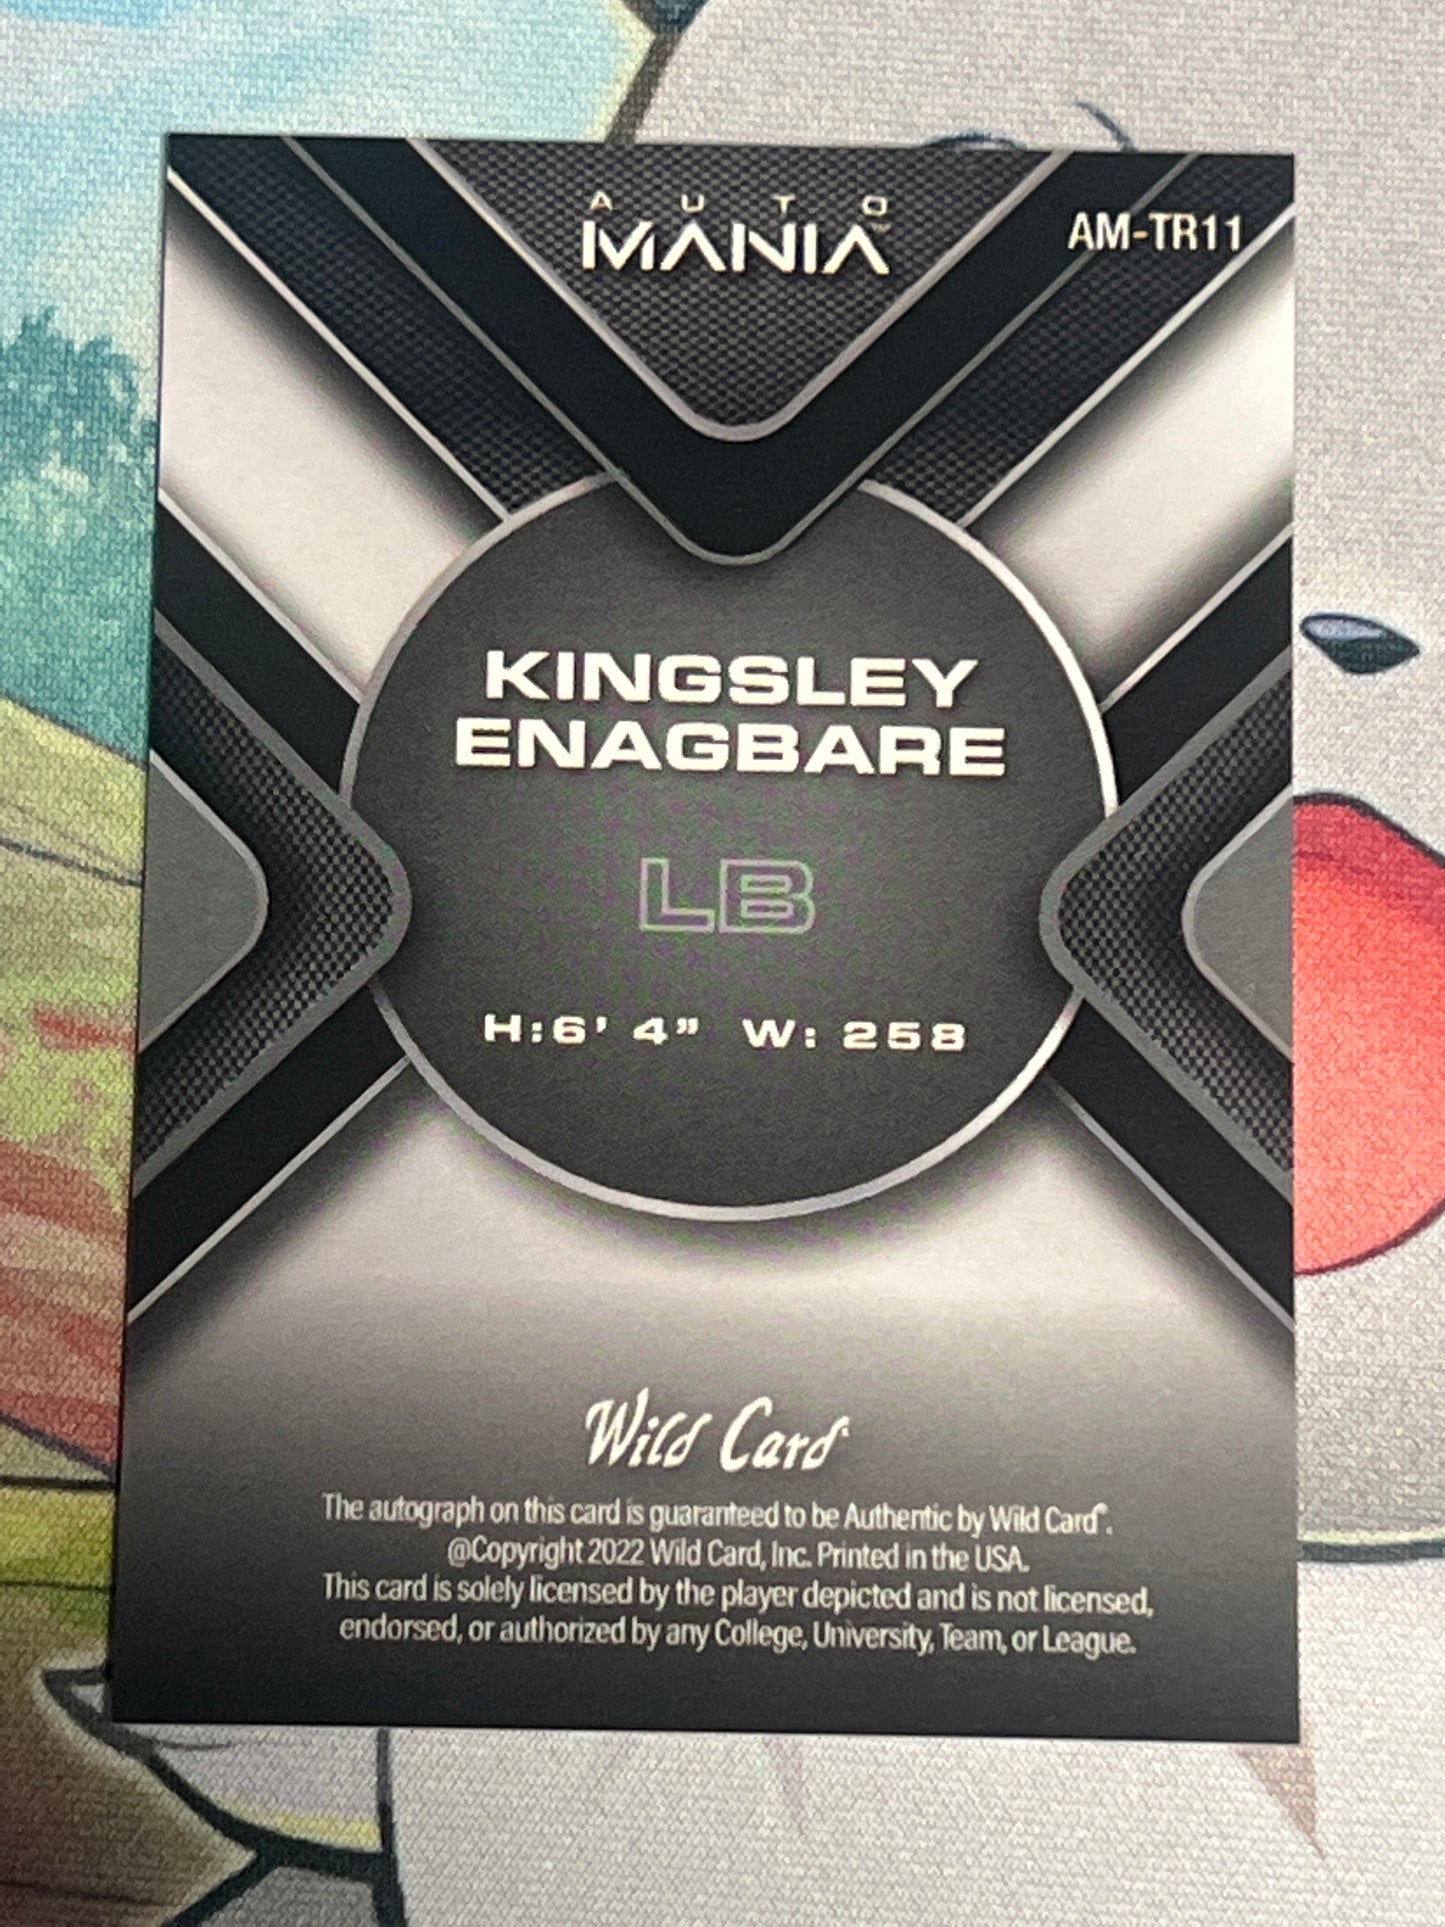 AUTO
MANIA™
AM-TR11
KINGSLEY
ENAGBARE
LB
H:6' 4" W: 258
Wild Card®
The autograph on this card is guaranteed to be Authentic by Wild Card®.
@Copyright 2022 Wild Card, Inc. Printed in the USA.
This card is solely licensed by the player depicted and is not licensed,
endorsed, or authorized by any College, University, Team, or League.